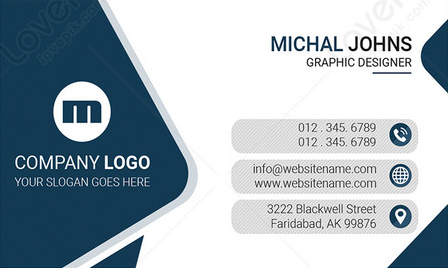 m
COMPANY LOGO
YOUR SLOGAN GOES HERE
MICHAL JOHNS
GRAPHIC DESIGNER
012 . 345. 6789
012 . 345. 6789
info@websitename.com
www.websitename.com
3222 Blackwell Street
Faridabad, AK 99876